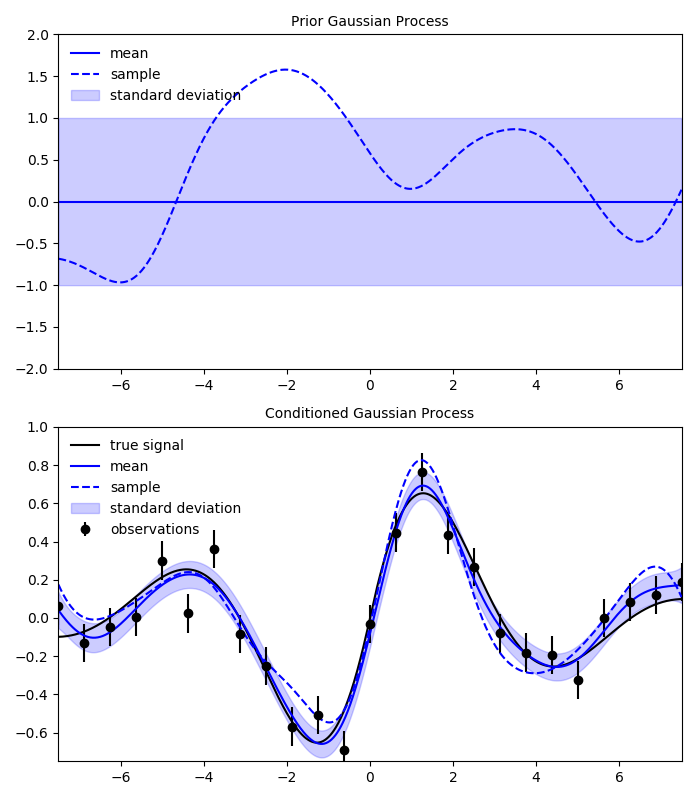 Prior Gaussian Process
2.0
1.5
1.0
0.5
0.0
−0.5
−1.0
−1.5
−2.0
mean
sample
standard deviation
−6 −4 −2 0 2 4 6
Conditioned Gaussian Process
1.0
0.8
0.6
0.4
0.2
0.0
−0.2
−0.4
−0.6
true signal
mean
sample
standard deviation
observations
−6 −4 −2 0 2 4 6